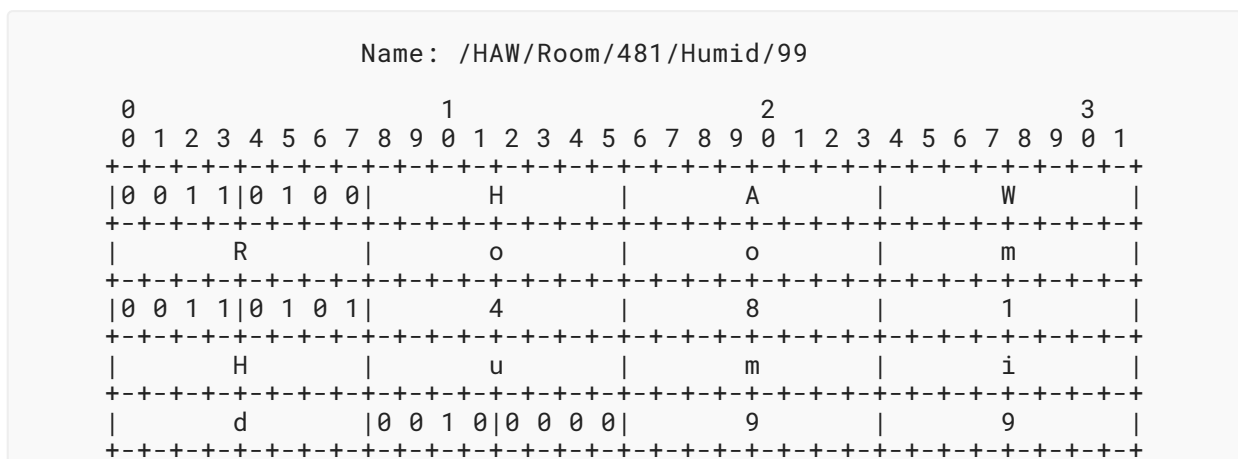 Name: /HAW/Room/481/Humid/99
0                   1                   2                   3
0 1 2 3 4 5 6 7 8 9 0 1 2 3 4 5 6 7 8 9 0 1 2 3 4 5 6 7 8 9 0 1
+-+-+-+-+-+-+-+-+-+-+-+-+-+-+-+-+-+-+-+-+-+-+-+-+-+-+-+-+-+-+-+-+
|0 0 1 1|0 1 0 0|       H       |       A       |       W       |
+-+-+-+-+-+-+-+-+-+-+-+-+-+-+-+-+-+-+-+-+-+-+-+-+-+-+-+-+-+-+-+-+
|       R       |       o       |       o       |       m       |
+-+-+-+-+-+-+-+-+-+-+-+-+-+-+-+-+-+-+-+-+-+-+-+-+-+-+-+-+-+-+-+-+
|0 0 1 1|0 1 0 1|       4       |       8       |       1       |
+-+-+-+-+-+-+-+-+-+-+-+-+-+-+-+-+-+-+-+-+-+-+-+-+-+-+-+-+-+-+-+-+
|       H       |       u       |       m       |       i       |
+-+-+-+-+-+-+-+-+-+-+-+-+-+-+-+-+-+-+-+-+-+-+-+-+-+-+-+-+-+-+-+-+
|       d       |0 0 1 0|0 0 0 0|       9       |       9       |
+-+-+-+-+-+-+-+-+-+-+-+-+-+-+-+-+-+-+-+-+-+-+-+-+-+-+-+-+-+-+-+-+